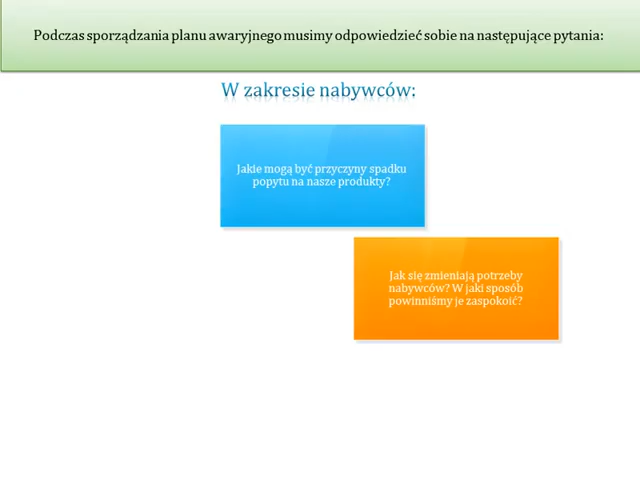 Podczas sporządzania planu awaryjnego musimy odpowiedzieć sobie na następujące pytania:
W zakresie nabywców:
Jakie mogą być przyczyny spadku
popytu na nasze produkty?
Jak się zmieniają potrzeby
nabywców? W jaki sposób
powinniśmy je zaspokoić?